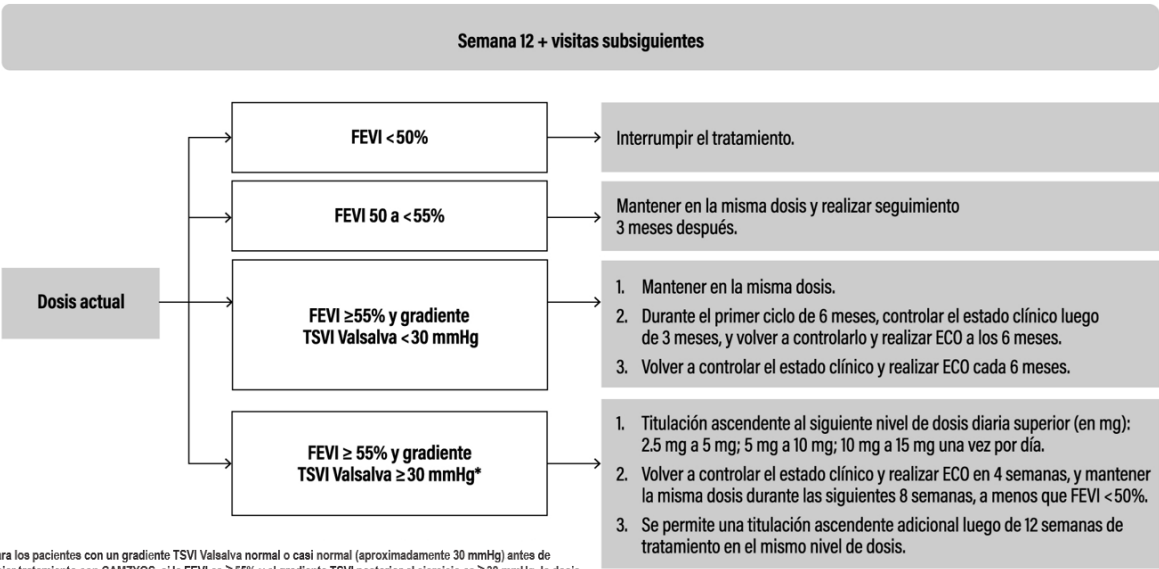 Semana 12 + visitas subsiguientes
FEVI <50%
Interrumpir el tratamiento.
FEVI 50 a <55%
Mantener en la misma dosis y realizar seguimiento
3 meses después.
Dosis actual
FEVI ≥55% y gradiente
TSVI Valsalva <30 mmHg
1. Mantener en la misma dosis.
2. Durante el primer ciclo de 6 meses, controlar el estado clínico luego
de 3 meses, y volver a controlarlo y realizar ECO a los 6 meses.
3. Volver a controlar el estado clínico y realizar ECO cada 6 meses.
FEVI ≥ 55% y gradiente
TSVI Valsalva ≥30 mmHg*
1. Titulación ascendente al siguiente nivel de dosis diaria superior (en mg):
2.5 mg a 5 mg; 5 mg a 10 mg; 10 mg a 15 mg una vez por día.
2. Volver a controlar el estado clínico y realizar ECO en 4 semanas, y mantener
la misma dosis durante las siguientes 8 semanas, a menos que FEVI <50%.
3. Se permite una titulación ascendente adicional luego de 12 semanas de
tratamiento en el mismo nivel de dosis.
los pacientes con un gradiente TSVI Valsalva normal o casi normal (aproximadamente 30 mmHg) antes de